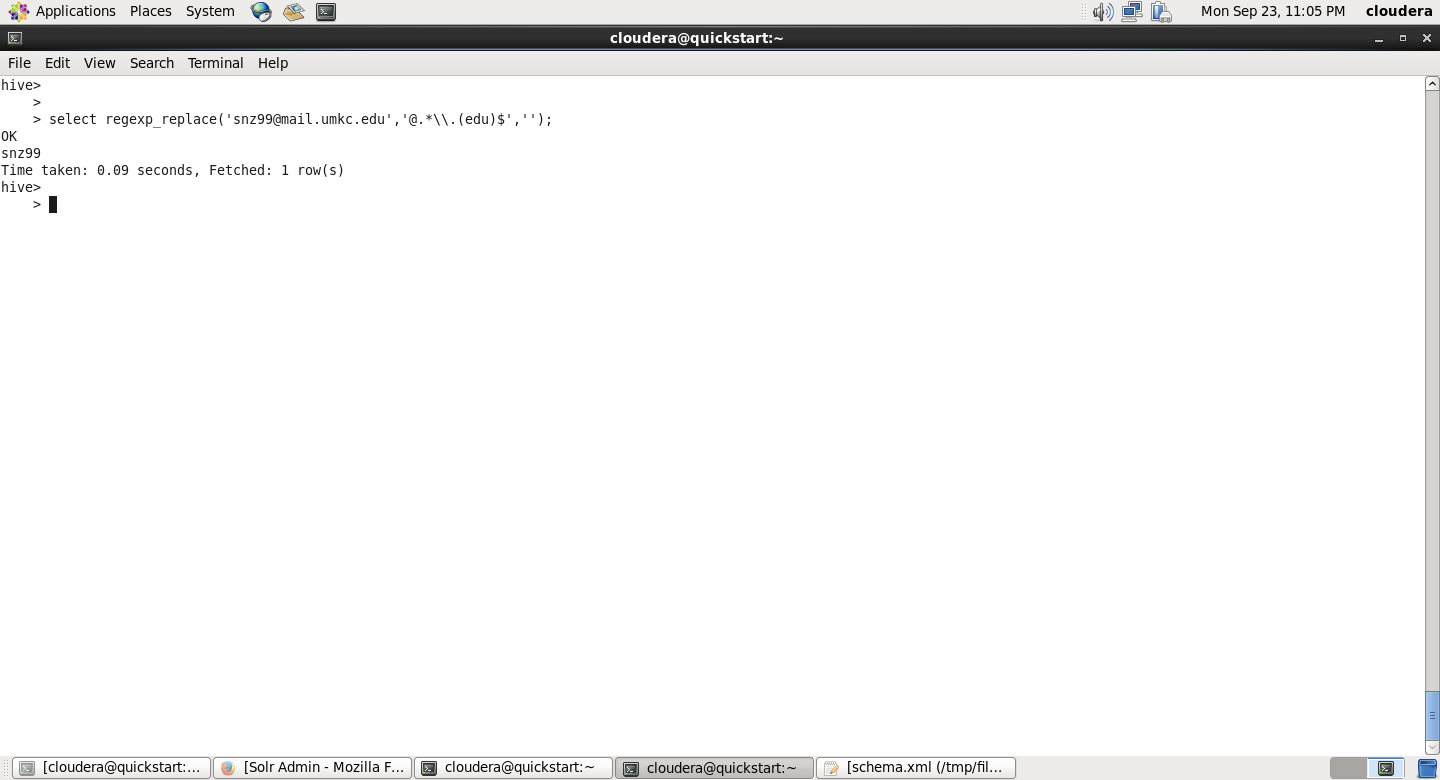 Applications Places System Mon Sep 23, 11:05 PM cloudera
cloudera@quickstart:~
File Edit View Search Terminal Help
hive>
    >
    > select regexp_replace('snz99@mail.umkc.edu','@.*\\.(edu)$','');
OK
snz99
Time taken: 0.09 seconds, Fetched: 1 row(s)
hive>
    >
[cloudera@quickstart:... [Solr Admin - Mozilla F... cloudera@quickstart:~ cloudera@quickstart:~ [schema.xml (/tmp/fil...